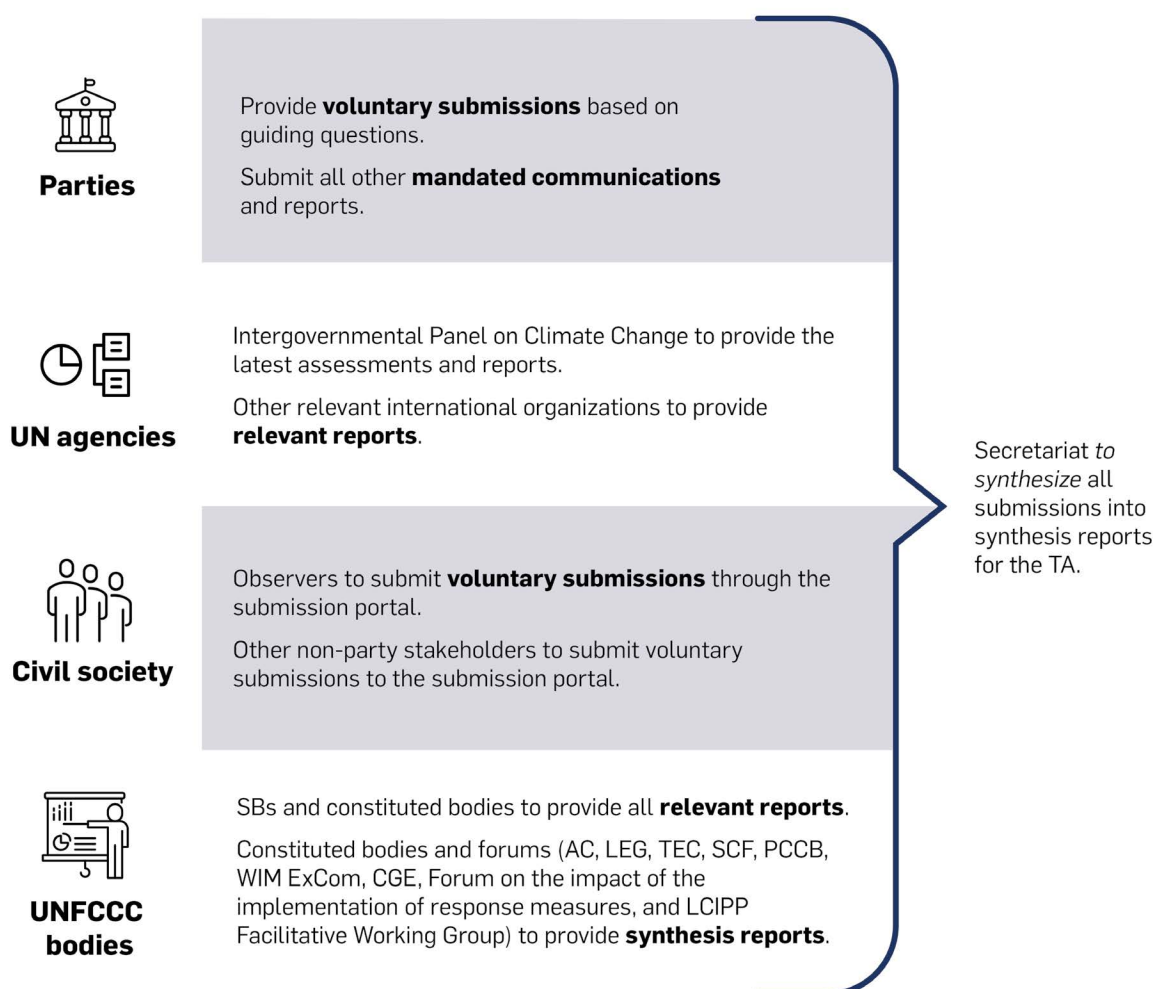 Parties
Provide voluntary submissions based on
guiding questions.
Submit all other mandated communications
and reports.
UN agencies
Intergovernmental Panel on Climate Change to provide the
latest assessments and reports.
Other relevant international organizations to provide
relevant reports.
Civil society
Observers to submit voluntary submissions through the
submission portal.
Other non-party stakeholders to submit voluntary
submissions to the submission portal.
UNFCCC
bodies
SBs and constituted bodies to provide all relevant reports.
Constituted bodies and forums (AC, LEG, TEC, SCF, PCCB,
WIM ExCom, CGE, Forum on the impact of the
implementation of response measures, and LCIPP
Facilitative Working Group) to provide synthesis reports.
Secretariat to
synthesize all
submissions into
synthesis reports
for the TA.